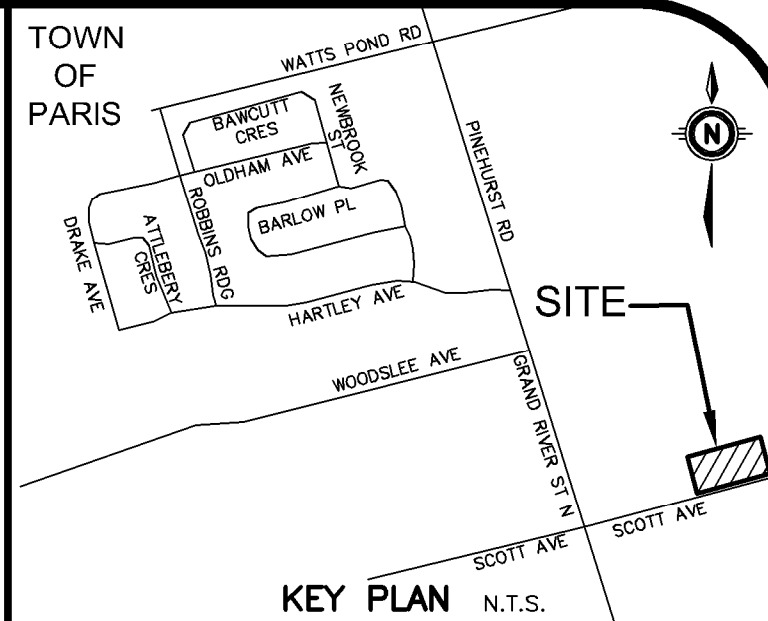 TOWN
OF
PARIS
WATTS POND RD
BAWCUTT
CRES
NEWBROOK
ST
OLDHAM AVE
PINEHURST RD
N
ROBBINS RDG
BARLOW PL
DRAKE AVE
ATTLEBERY
CRES
HARTLEY AVE
SITE
WOODSLEE AVE
GRAND RIVER ST N
SCOTT AVE
SCOTT AVE
KEY PLAN N.T.S.